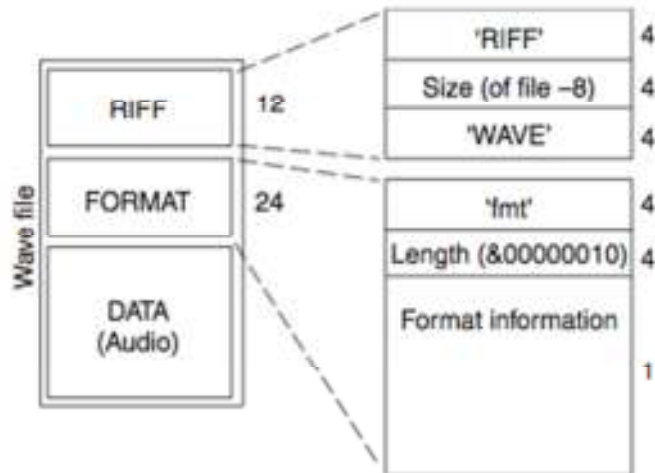 Wave file
RIFF
12
FORMAT
24
DATA
(Audio)
'RIFF'
4
Size (of file –8)
4
'WAVE'
4
'fmt'
4
Length (&00000010)
4
Format information
1